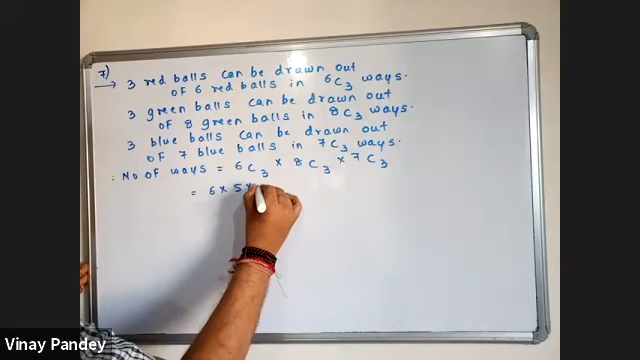 7)
→ 3 red balls can be drawn out
of 6 red balls in 6C3 ways.
3 green balls can be drawn out
of 8 green balls in 8C3 ways.
3 blue balls can be drawn out
of 7 blue balls in 7C3 ways.
: No of ways = 6C3 × 8C3 × 7C3
= 6 × 5 ×
Vinay Pandey